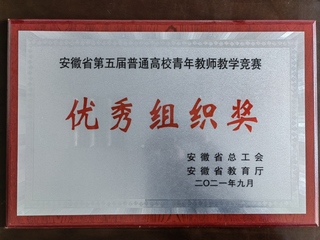 安徽省第五届普通高校青年教师教学竞赛
优秀组织奖
安徽省总工会
安徽省教育厅
二〇二一年九月